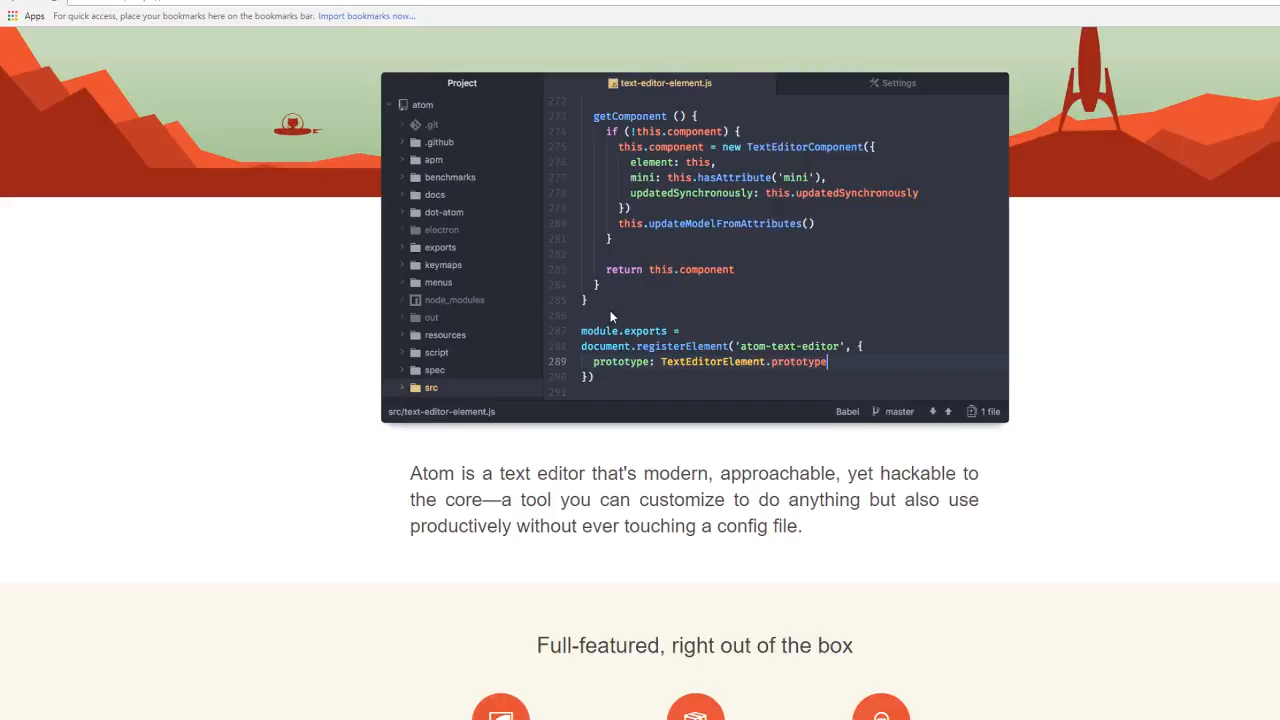 Apps For quick access, place your bookmarks here on the bookmarks bar. Import bookmarks now...
Project
text-editor-element.js
Settings
atom
.git
.github
apm
benchmarks
docs
dot-atom
electron
exports
keymaps
menus
node_modules
out
resources
script
spec
src
272
273 getComponent () {
274 if (!this.component) {
275 this.component = new TextEditorComponent({
276 element: this,
277 mini: this.hasAttribute('mini'),
278 updatedSynchronously: this.updatedSynchronously
279 })
280 this.updateModelFromAttributes()
281 }
282
283 return this.component
284 }
285 }
286
287 module.exports =
288 document.registerElement('atom-text-editor', {
289 prototype: TextEditorElement.prototype
290 })
291
src/text-editor-element.js
Babel master 1 file
Atom is a text editor that's modern, approachable, yet hackable to
the core—a tool you can customize to do anything but also use
productively without ever touching a config file.
Full-featured, right out of the box